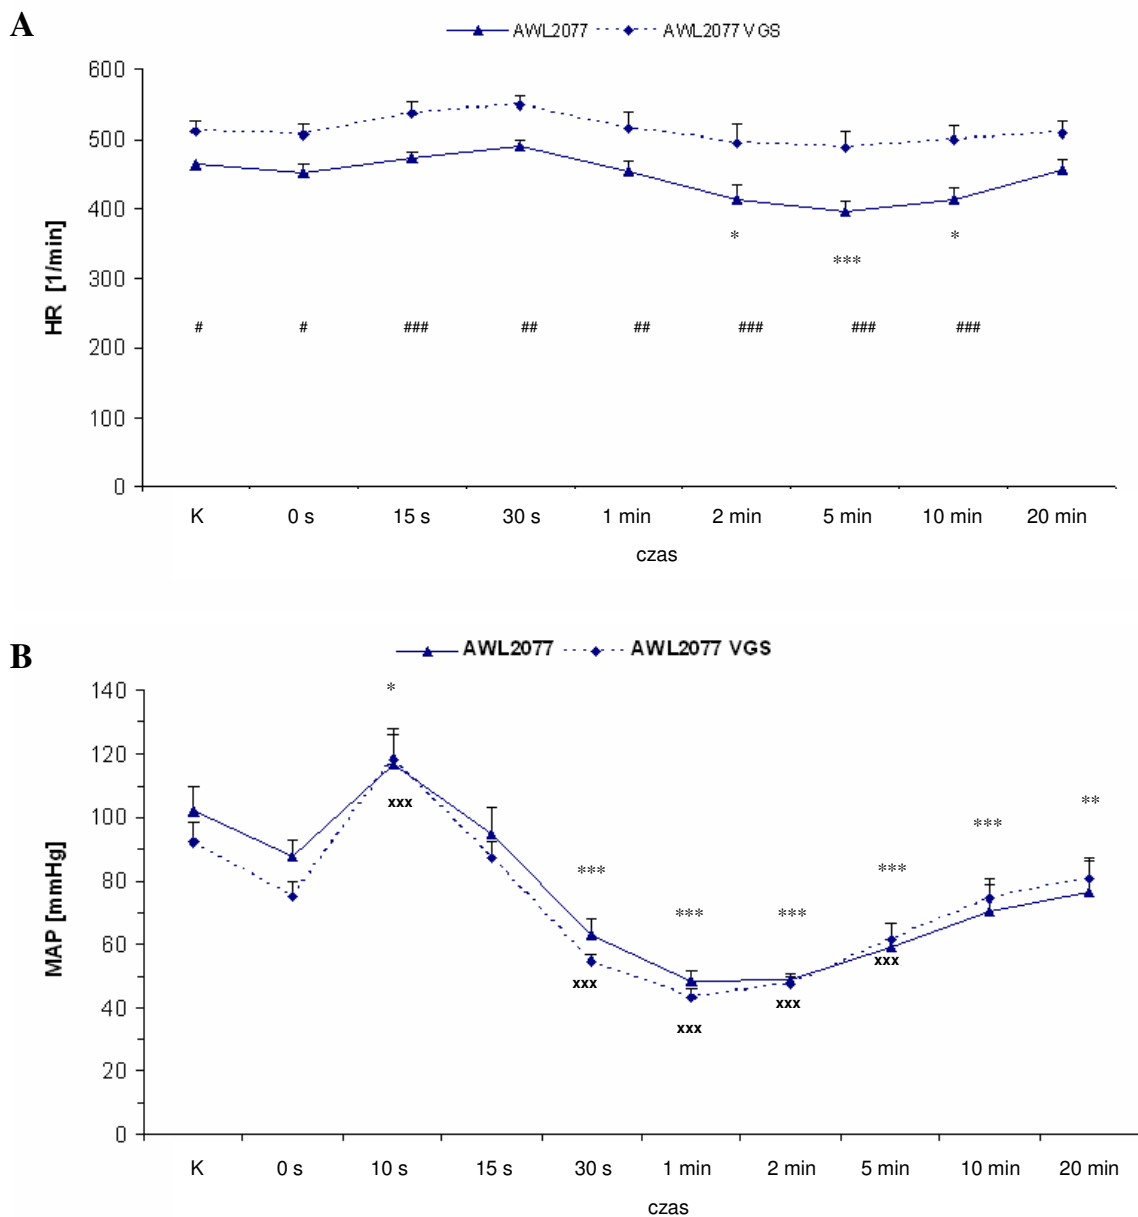 A
AWL2077 AWL2077 VGS
600
500
400
* *
***
300
# # ### ## ## ### ### ###
200
100
0
HR [1/min]
K 0 s 15 s 30 s 1 min 2 min 5 min 10 min 20 min
czas
B
AWL2077 AWL2077 VGS
140
*
120
xxx
**
100
***
*** ***
80
*** ***
60
xxx
xxx
xxx
40
xxx
20
0
MAP [mmHg]
K 0 s 10 s 15 s 30 s 1 min 2 min 5 min 10 min 20 min
czas